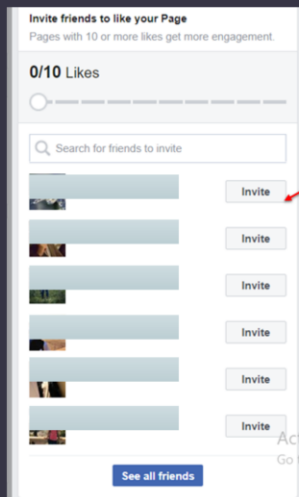 Invite friends to like your Page
Pages with 10 or more likes get more engagement.
0/10 Likes
Search for friends to invite
Invite
Invite
Invite
Invite
Invite
Invite
See all friends